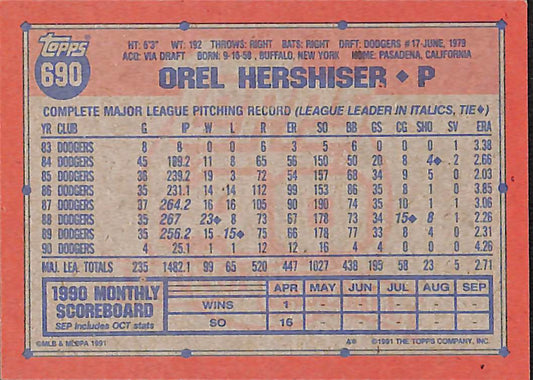 Topps
690
HT: 6'3" WT: 192 THROWS: RIGHT BATS: RIGHT DRFT: DODGERS #17-JUNE, 1979
ACQ: VIA DRAFT BORN: 9-16-58, BUFFALO, NEW YORK HOME: PASADENA, CALIFORNIA
OREL HERSHISER ♦ P
COMPLETE MAJOR LEAGUE PITCHING RECORD (LEAGUE LEADER IN ITALICS, TIE♦)
YR CLUB G IP W L R ER SO BB GS CG SHO SV ERA
83 DODGERS 8 8 0 0 6 3 5 6 0 0 0 1 3.38
84 DODGERS 45 189.2 11 8 65 56 150 50 20 8 4♦ 2 2.66
85 DODGERS 36 239.2 19 3 72 54 157 68 34 9 5 0 2.03
86 DODGERS 35 231.1 14 14 112 99 153 86 35 8 1 0 3.85
87 DODGERS 37 264.2 16 16 105 90 190 74 35 10 1 1 3.06
88 DODGERS 35 267 23♦ 8 73 67 178 73 34 15♦ 8 1 2.26
89 DODGERS 35 256.2 15 15♦ 75 66 178 77 33 8 4 0 2.31
90 DODGERS 4 25.1 1 1 12 12 16 4 4 0 0 0 4.26
MAJ. LEA. TOTALS 235 1482.1 99 65 520 447 1027 438 195 58 23 5 2.71
1990 MONTHLY SCOREBOARD
SEP includes OCT stats
APR MAY JUN JUL AUG SEP
WINS 1 - - - - -
SO 16 - - - - -
©MLB & MLBPA 1991 A* ©1991 THE TOPPS COMPANY, INC.